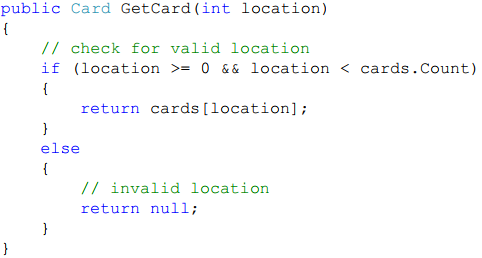 public Card GetCard(int location)
{
    // check for valid location
    if (location >= 0 && location < cards.Count)
    {
        return cards[location];
    }
    else
    {
        // invalid location
        return null;
    }
}